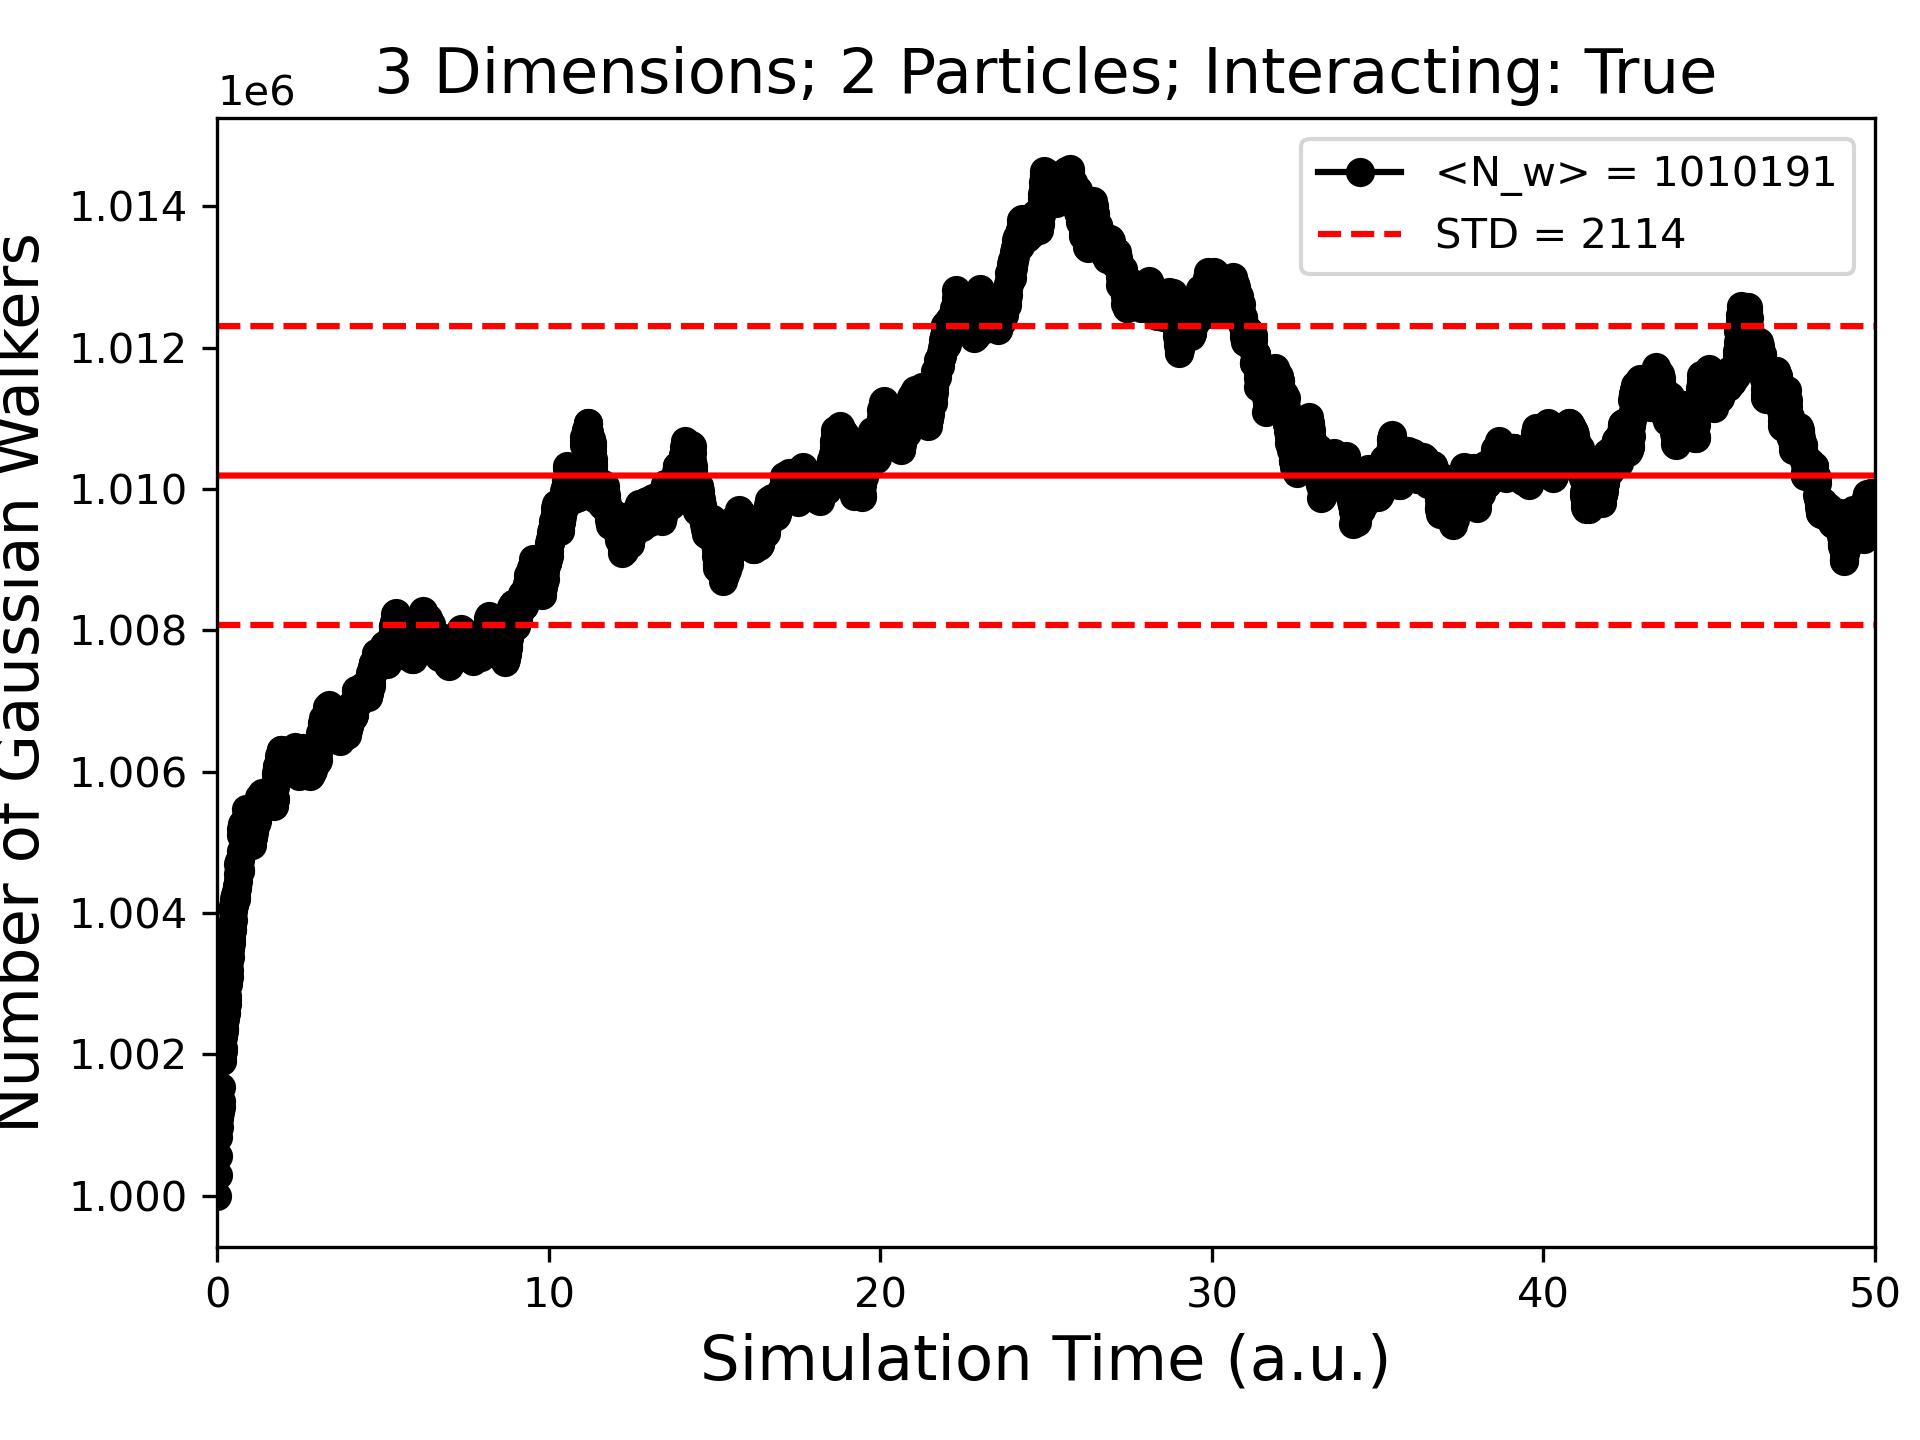 3 Dimensions; 2 Particles; Interacting: True
1e6
<N_w> = 1010191
STD = 2114
Number of Gaussian Walkers
1.014
1.012
1.010
1.008
1.006
1.004
1.002
1.000
0 10 20 30 40 50
Simulation Time (a.u.)